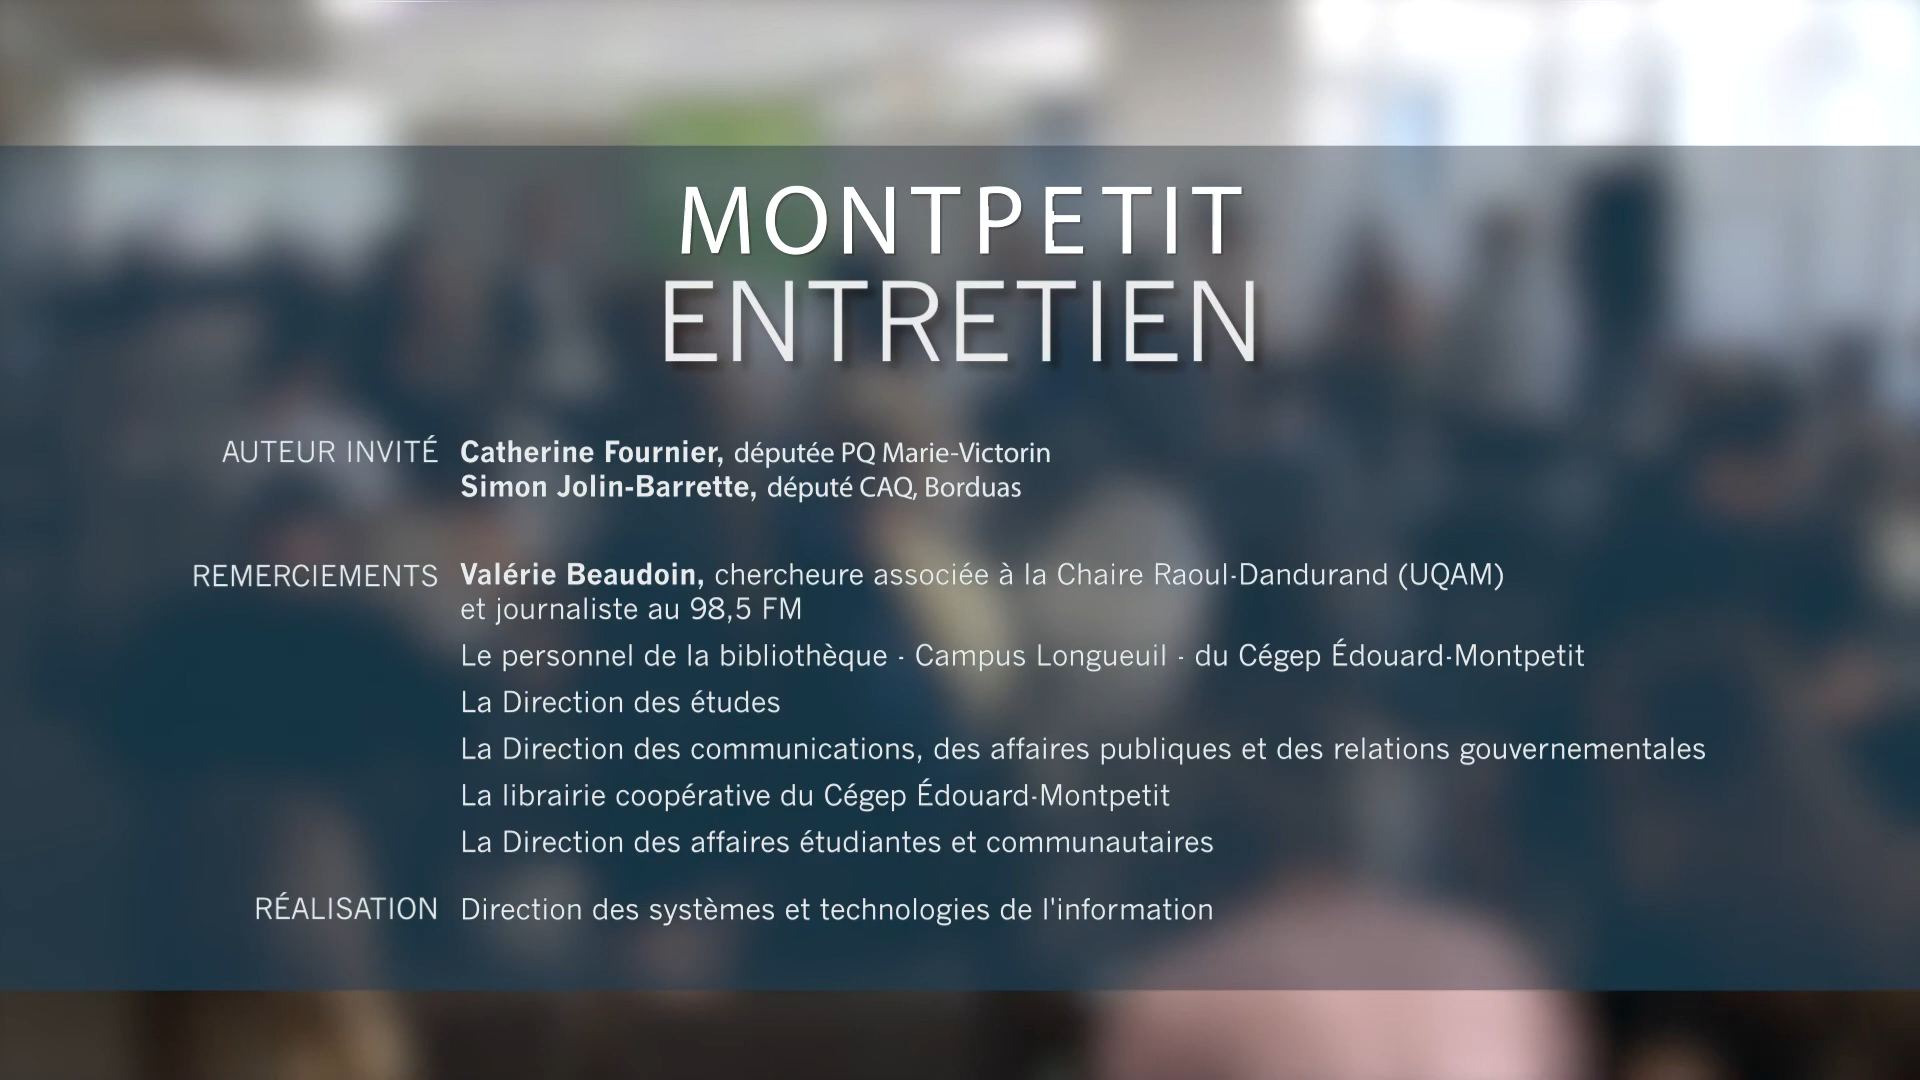 MONTPETIT
ENTRETIEN
AUTEUR INVITÉ Catherine Fournier, députée PQ Marie-Victorin
Simon Jolin-Barrette, député CAQ, Borduas
REMERCIEMENTS Valérie Beaudoin, chercheure associée à la Chaire Raoul-Dandurand (UQAM)
et journaliste au 98,5 FM
Le personnel de la bibliothèque - Campus Longueuil - du Cégep Édouard-Montpetit
La Direction des études
La Direction des communications, des affaires publiques et des relations gouvernementales
La librairie coopérative du Cégep Édouard-Montpetit
La Direction des affaires étudiantes et communautaires
RÉALISATION Direction des systèmes et technologies de l'information